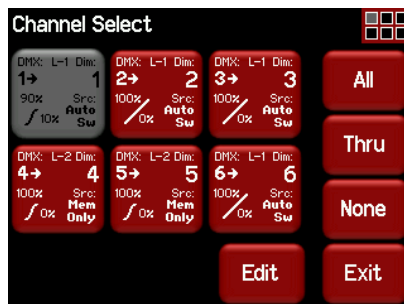 Channel Select
DMX: L-1 Dim:
1→ 1
90% Src:
10% Auto
Sw
DMX: L-1 Dim:
2→ 2
100% Src:
0% Auto
Sw
DMX: L-1 Dim:
3→ 3
100% Src:
0% Auto
Sw
All
Thru
DMX: L-2 Dim:
4→ 4
100% Src:
0% Mem
Only
DMX: L-2 Dim:
5→ 5
100% Src:
0% Mem
Only
DMX: L-1 Dim:
6→ 6
100% Src:
0% Auto
Sw
None
Edit
Exit